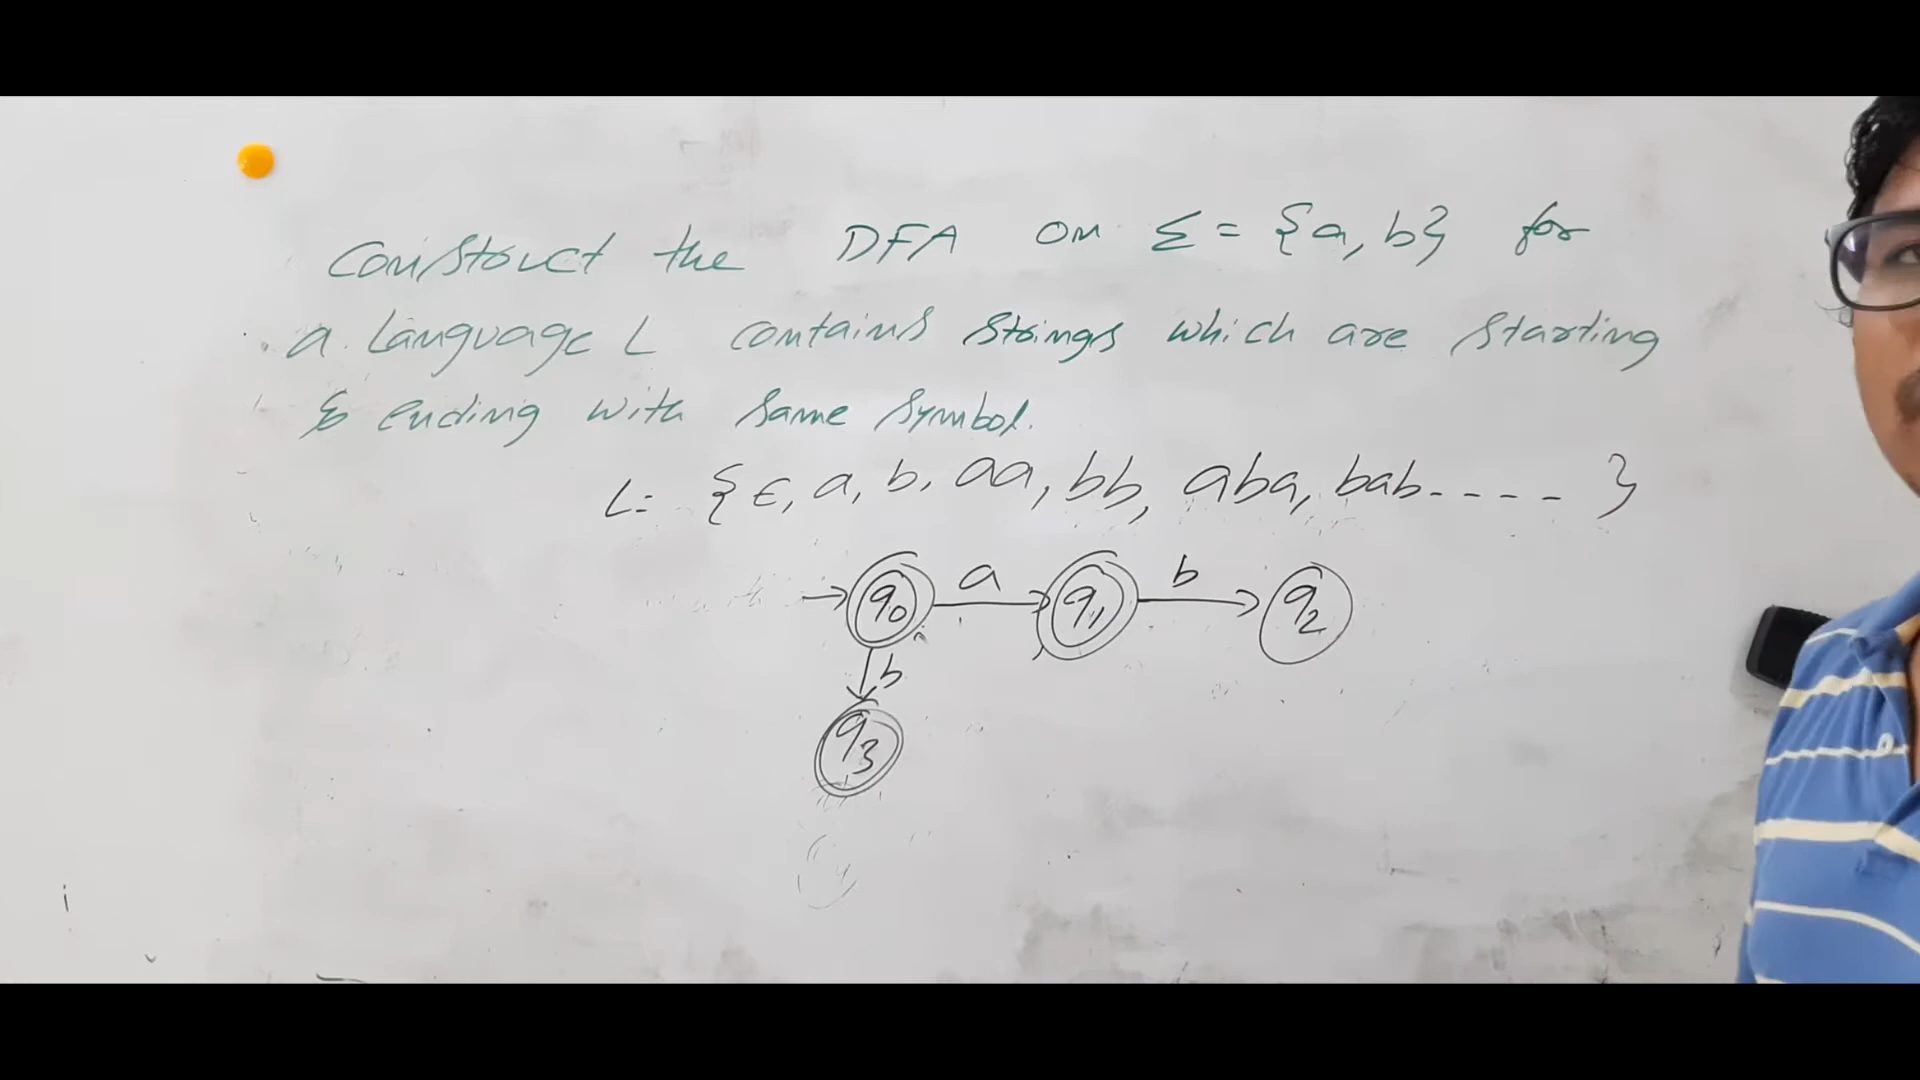 Construct the DFA on Σ = {a, b} for
a Language L contains strings which are starting
& ending with same symbol.
L = {ϵ, a, b, aa, bb, aba, bab - - - - }
a
b
q0
q1
q2
b
q3